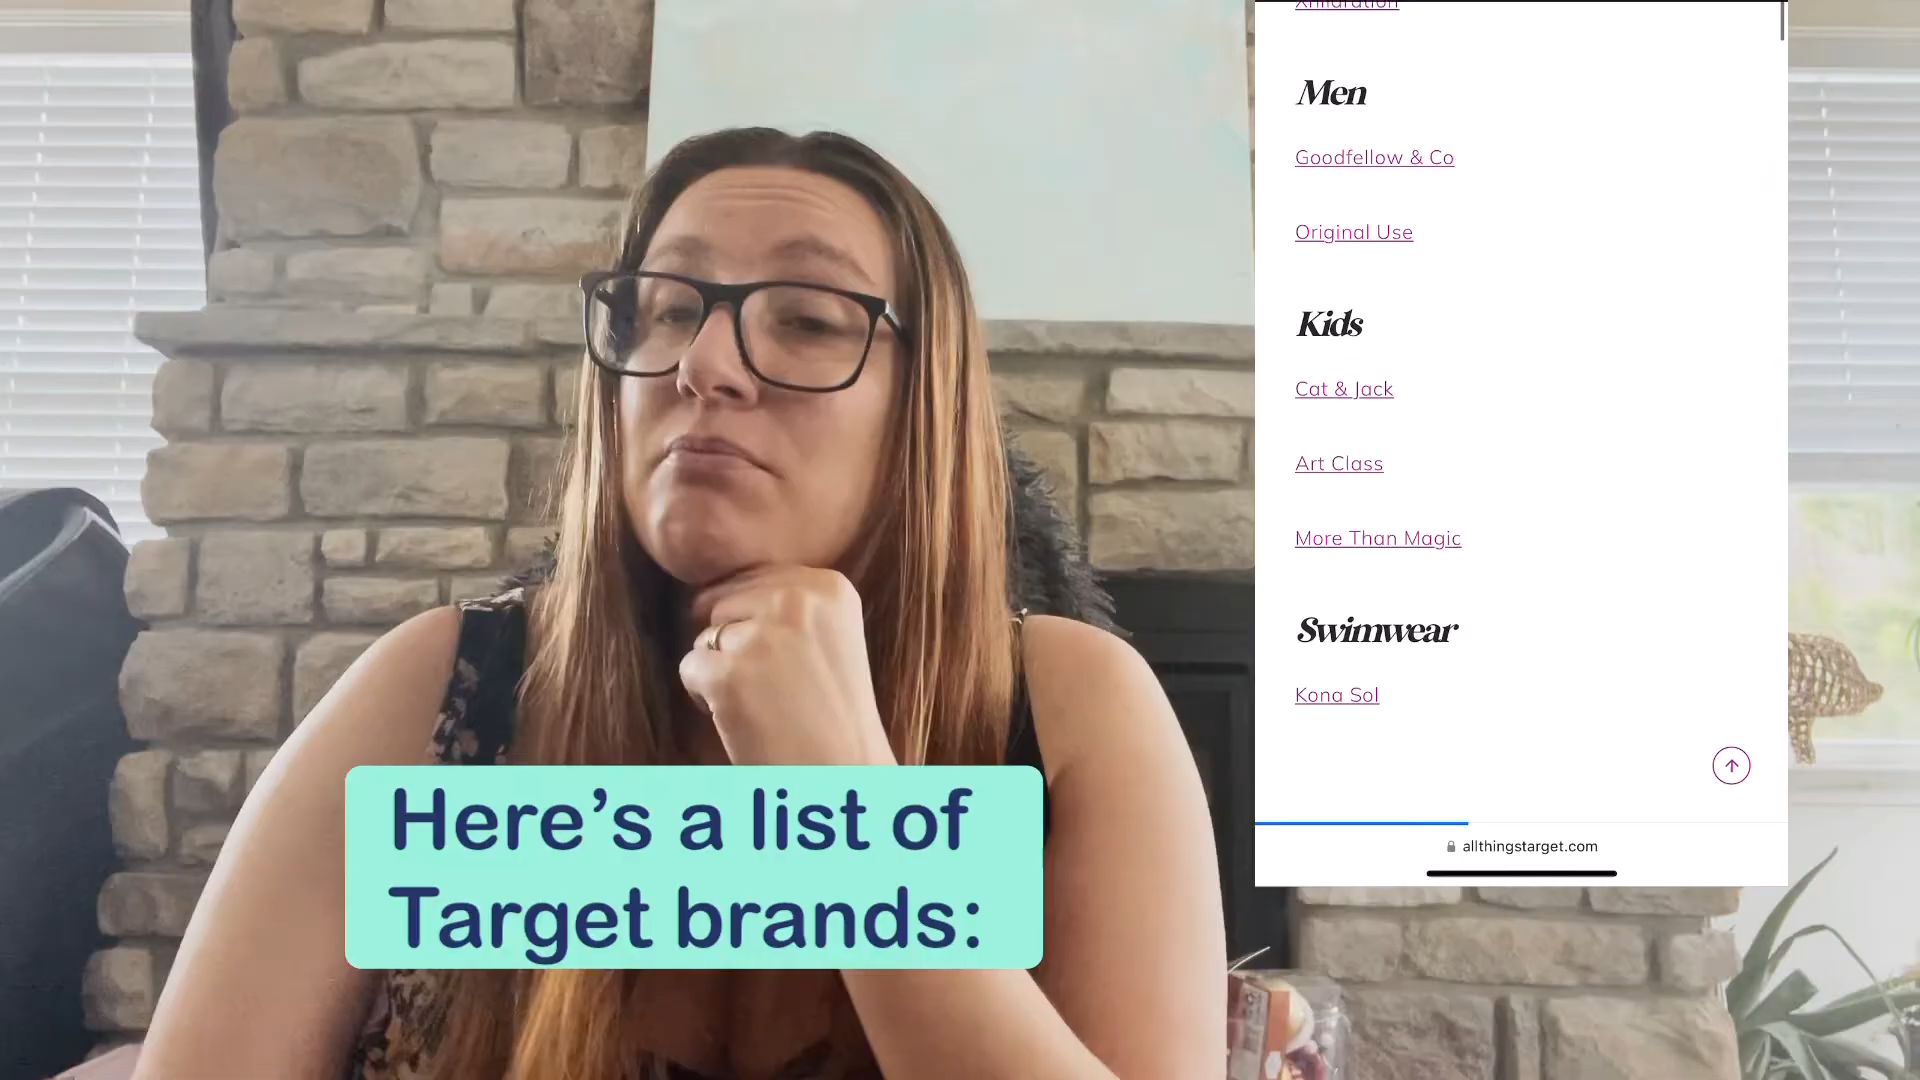 Xhilaration
Men
Goodfellow & Co
Original Use
Kids
Cat & Jack
Art Class
More Than Magic
Swimwear
Kona Sol
allthingstarget.com
Here’s a list of
Target brands: